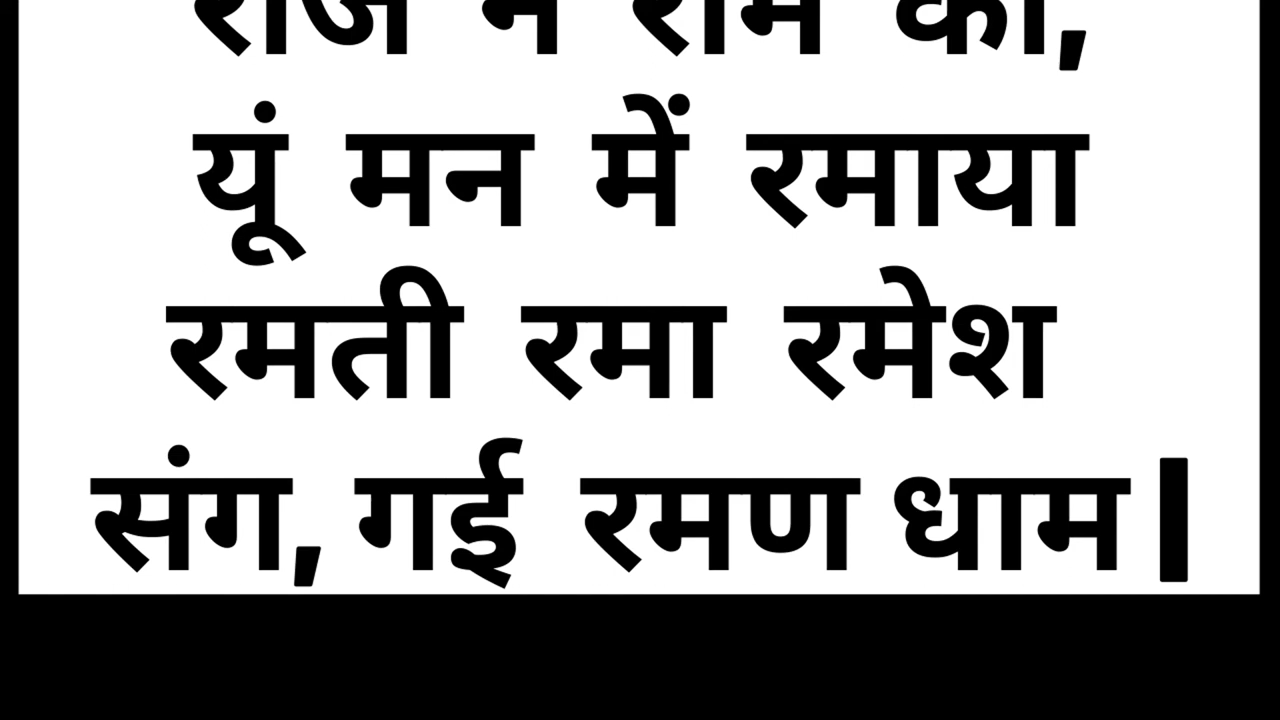 यूं मन में रमाया
रमती रमा रमेश
संग, गई रमण धाम।